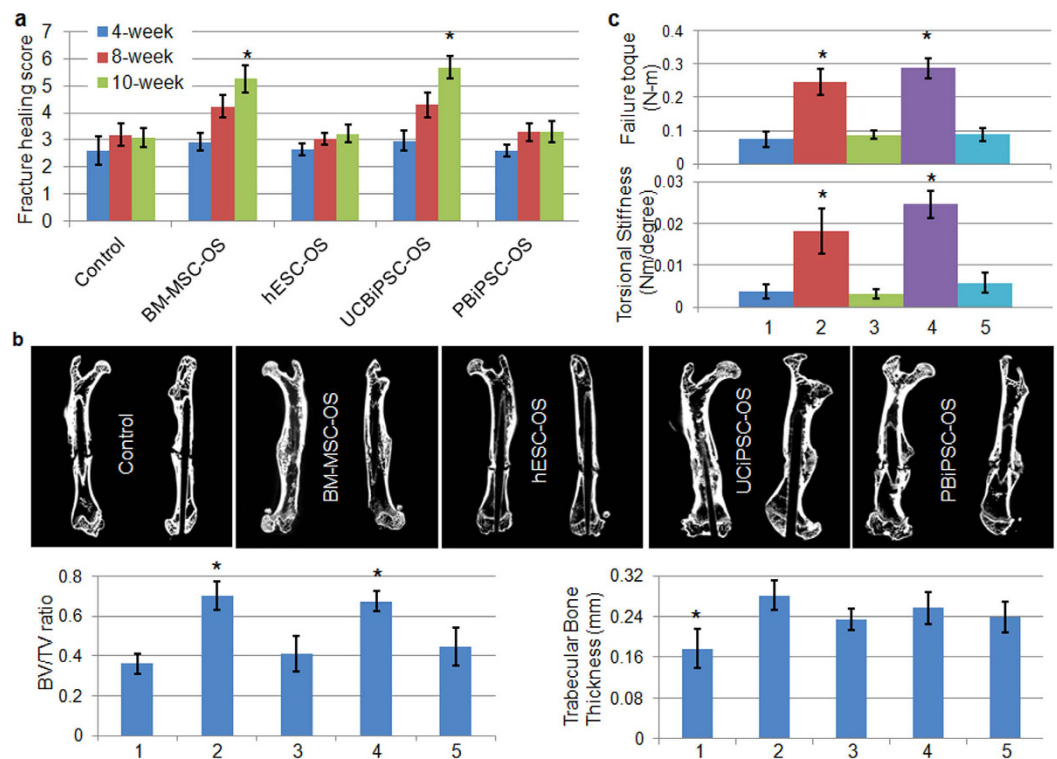 a
Fracture healing score
7
6
5
4
3
2
1
0
4-week
8-week
10-week
*
*
Control
BM-MSC-OS
hESC-OS
UCBiPSC-OS
PBiPSC-OS
c
Failure toque
(N-m)
0.4
0.3
0.2
0.1
0
*
*
Torsional Stiffness
(Nm/degree)
0.03
0.02
0.01
0
*
*
1 2 3 4 5
b
Control
BM-MSC-OS
hESC-OS
UCiPSC-OS
PBiPSC-OS
BV/TV ratio
0.8
0.6
0.4
0.2
0
*
*
1 2 3 4 5
Trabecular Bone
Thickness (mm)
0.32
0.24
0.16
0.08
0
*
1 2 3 4 5